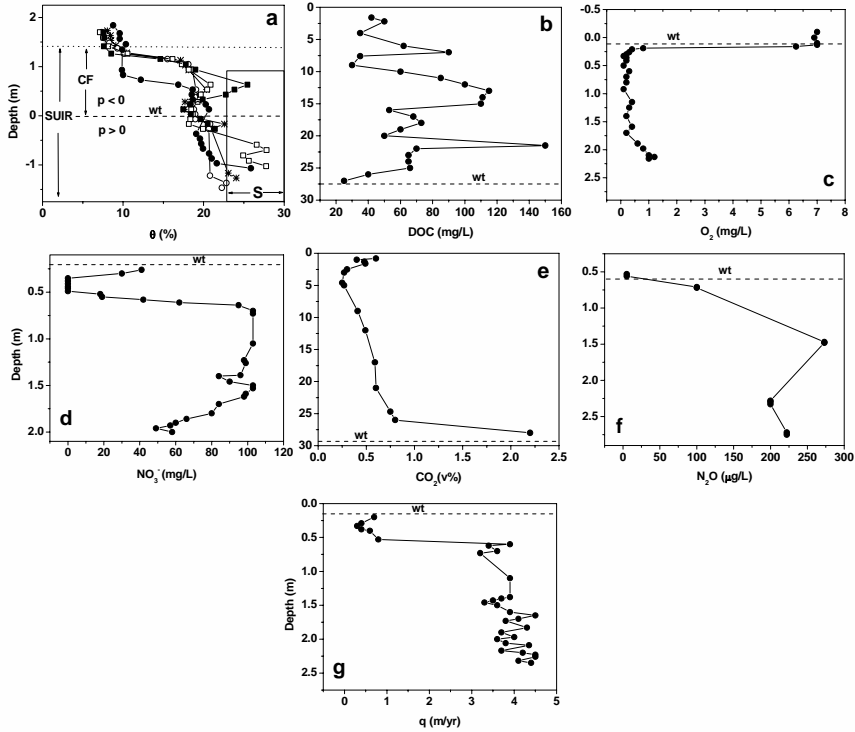 a
2
1
0
-1
Depth (m)
SUIR
CF
p < 0
wt
p > 0
S
0 5 10 15 20 25 30
θ (%)
b
0
5
10
15
20
25
30
wt
20 40 60 80 100 120 140 160
DOC (mg/L)
-0.5
0.0
0.5
1.0
1.5
2.0
2.5
wt
c
0 1 2 3 4 5 6 7 8
O2 (mg/L)
wt
0.5
1.0
1.5
2.0
Depth (m)
d
0 20 40 60 80 100 120
NO3- (mg/L)
e
0
5
10
15
20
25
30
wt
0.0 0.5 1.0 1.5 2.0 2.5
CO2(v%)
0.5
1.0
1.5
2.0
2.5
wt
f
0 50 100 150 200 250 300
N2O (μg/L)
0.0
0.5
1.0
1.5
2.0
2.5
wt
Depth (m)
g
0 1 2 3 4 5
q (m/yr)